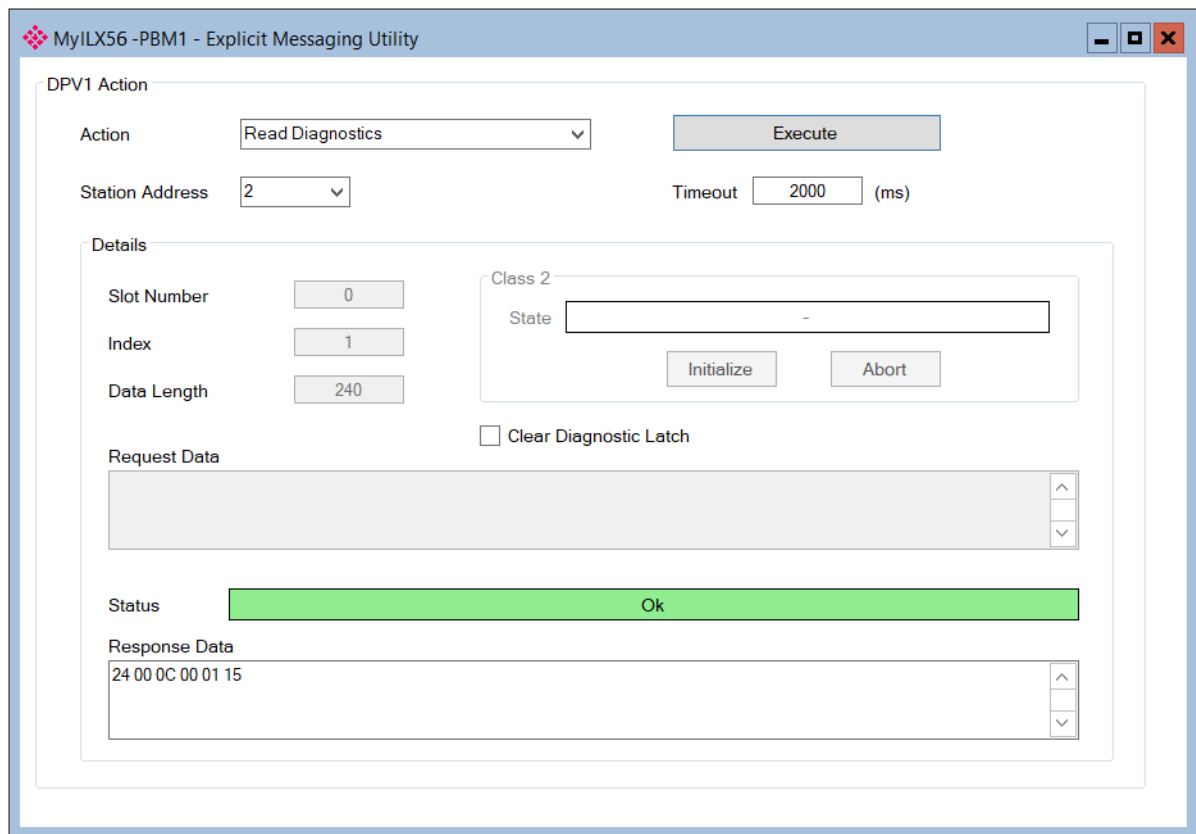 MyILX56 -PBM1 - Explicit Messaging Utility
DPV1 Action
Action Read Diagnostics Execute
Station Address 2 Timeout 2000 (ms)
Details
Slot Number 0
Index 1
Data Length 240
Class 2
State -
Initialize Abort
Clear Diagnostic Latch
Request Data
Status Ok
Response Data
24 00 0C 00 01 15